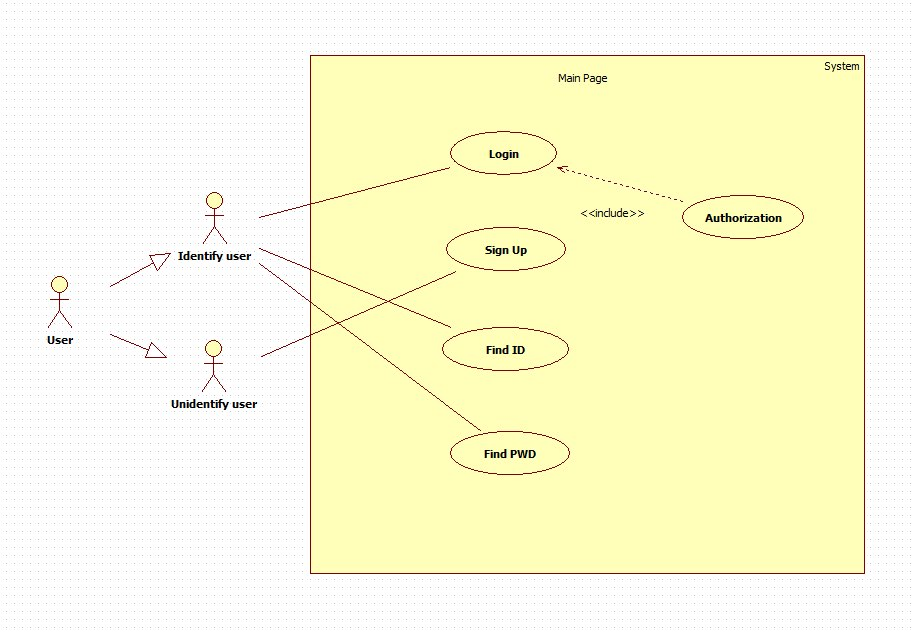 System
Main Page
Login
<<include>>
Authorization
Identify user
Sign Up
User
Find ID
Unidentify user
Find PWD